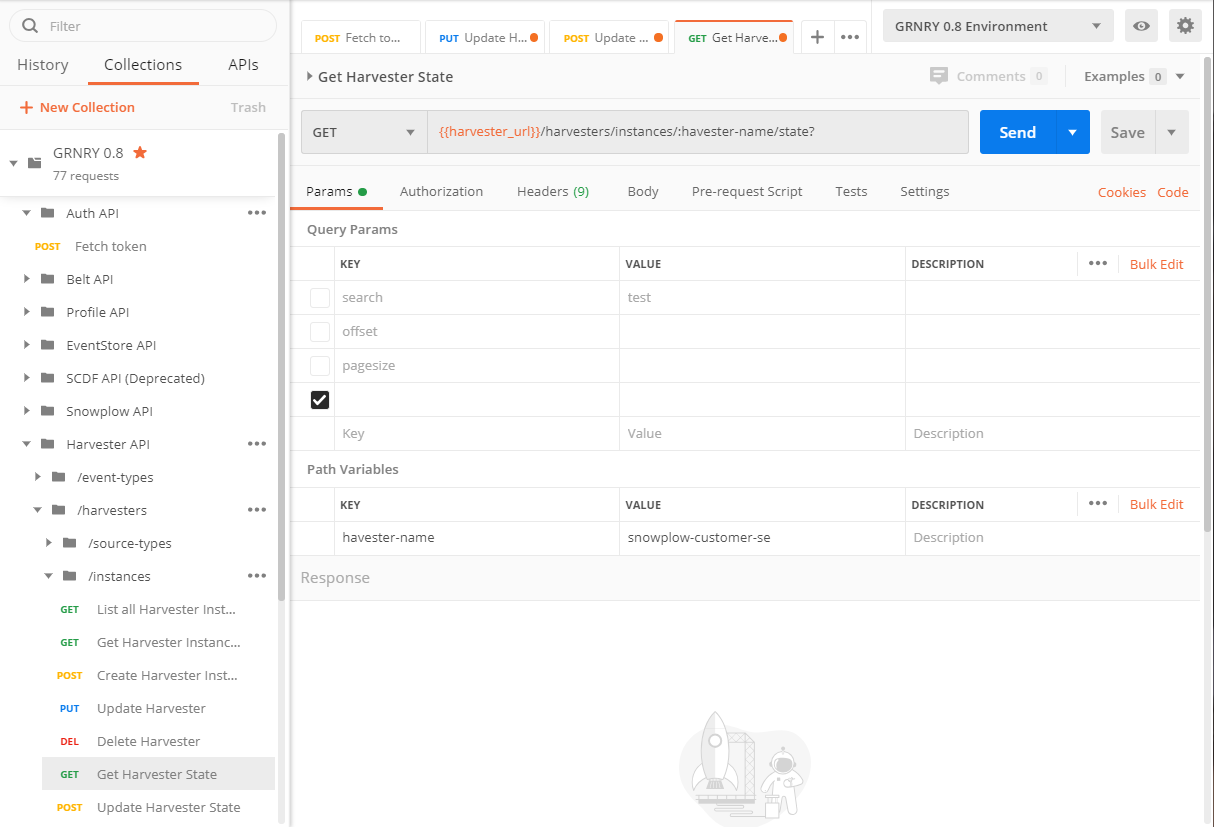 Filter
History
Collections
APIs
+ New Collection
Trash
GRNRY 0.8
77 requests
Auth API
POST Fetch token
Belt API
Profile API
EventStore API
SCDF API (Deprecated)
Snowplow API
Harvester API
/event-types
/harvesters
/source-types
/instances
GET List all Harvester Inst...
GET Get Harvester Instanc...
POST Create Harvester Inst...
PUT Update Harvester
DEL Delete Harvester
GET Get Harvester State
POST Update Harvester State
POST Fetch to...
PUT Update H...
POST Update ...
GET Get Harve...
GRNRY 0.8 Environment
Get Harvester State
Comments 0
Examples 0
GET
{{harvester_url}}/harvesters/instances/:havester-name/state?
Send
Save
Params
Authorization
Headers (9)
Body
Pre-request Script
Tests
Settings
Cookies
Code
Query Params
KEY VALUE DESCRIPTION Bulk Edit
search test
offset
pagesize
Key Value Description
Path Variables
KEY VALUE DESCRIPTION Bulk Edit
havester-name snowplow-customer-se Description
Response